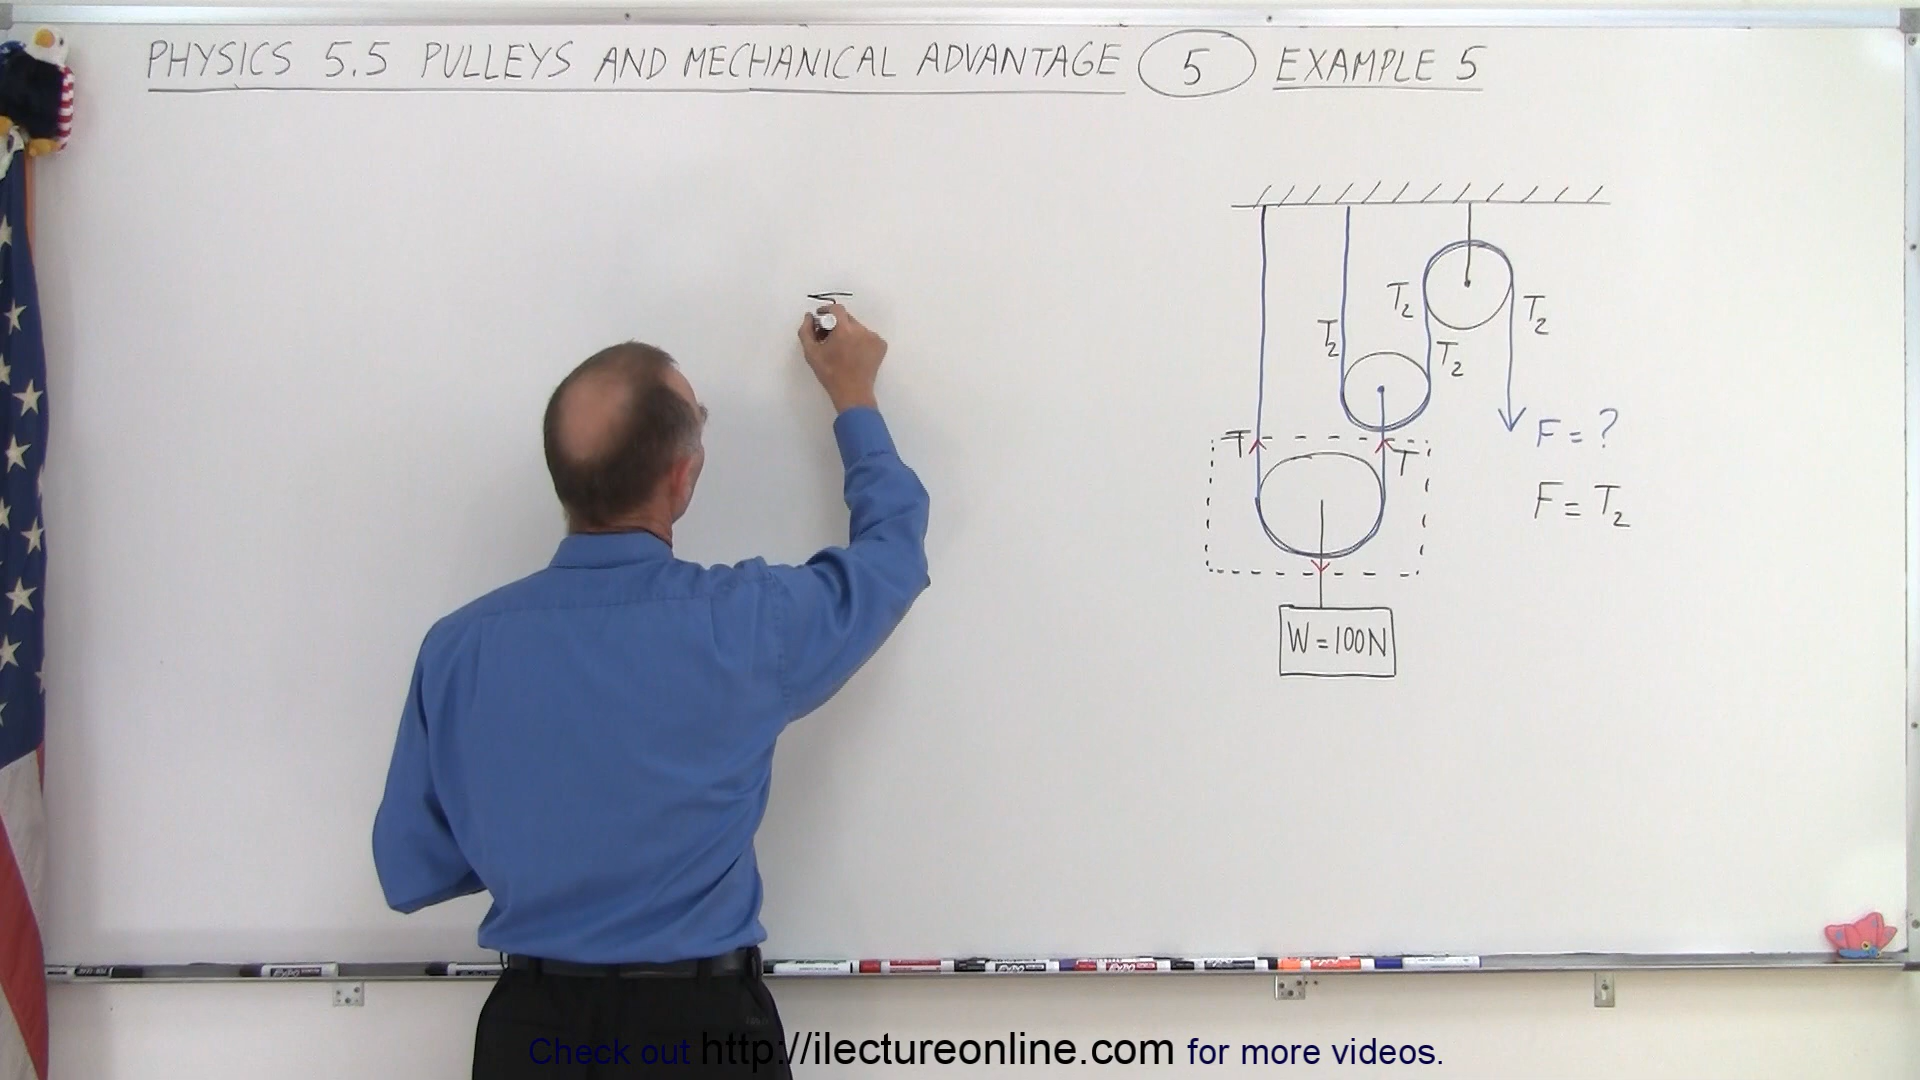 PHYSICS 5.5 PULLEYS AND MECHANICAL ADVANTAGE 5 EXAMPLE 5
T₂ T₂
T₂ T₂
F = ?
T T
F = T₂
W = 100N
Check out http://ilectureonline.com for more videos.